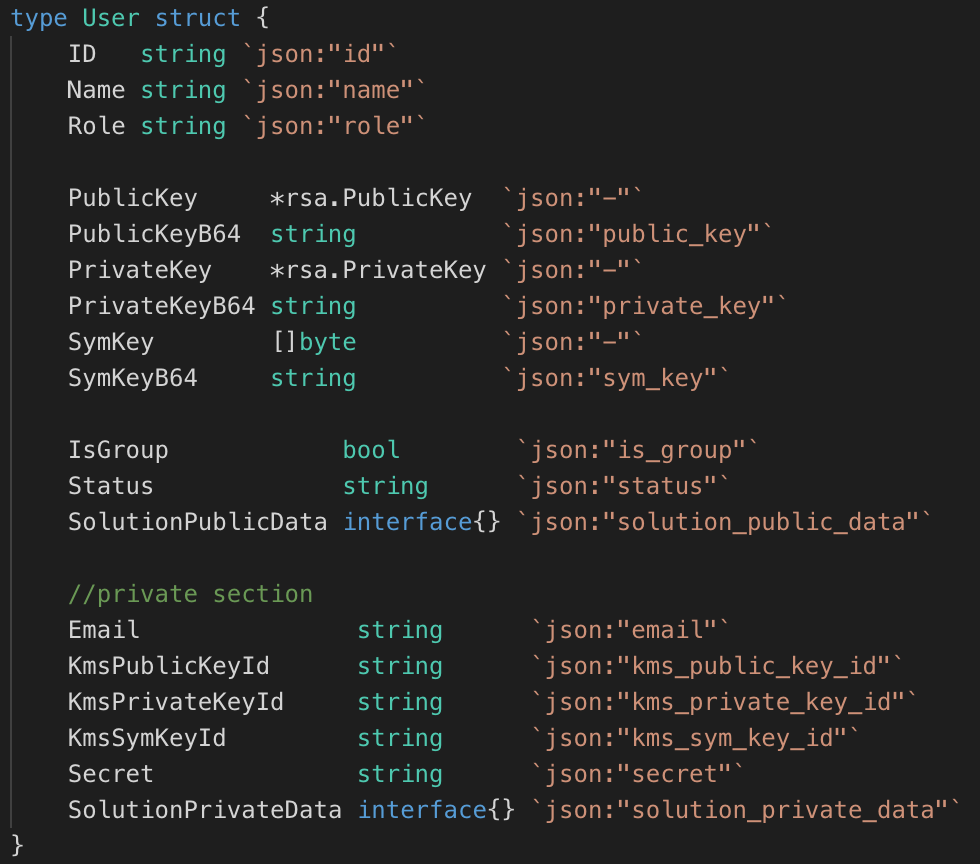 type User struct {
    ID   string `json:"id"`
    Name string `json:"name"`
    Role string `json:"role"`

    PublicKey     *rsa.PublicKey  `json:"-"`
    PublicKeyB64  string          `json:"public_key"`
    PrivateKey    *rsa.PrivateKey `json:"-"`
    PrivateKeyB64 string          `json:"private_key"`
    SymKey        []byte          `json:"-"`
    SymKeyB64     string          `json:"sym_key"`

    IsGroup            bool        `json:"is_group"`
    Status             string      `json:"status"`
    SolutionPublicData interface{} `json:"solution_public_data"`

    //private section
    Email               string      `json:"email"`
    KmsPublicKeyId      string      `json:"kms_public_key_id"`
    KmsPrivateKeyId     string      `json:"kms_private_key_id"`
    KmsSymKeyId         string      `json:"kms_sym_key_id"`
    Secret              string      `json:"secret"`
    SolutionPrivateData interface{} `json:"solution_private_data"`
}